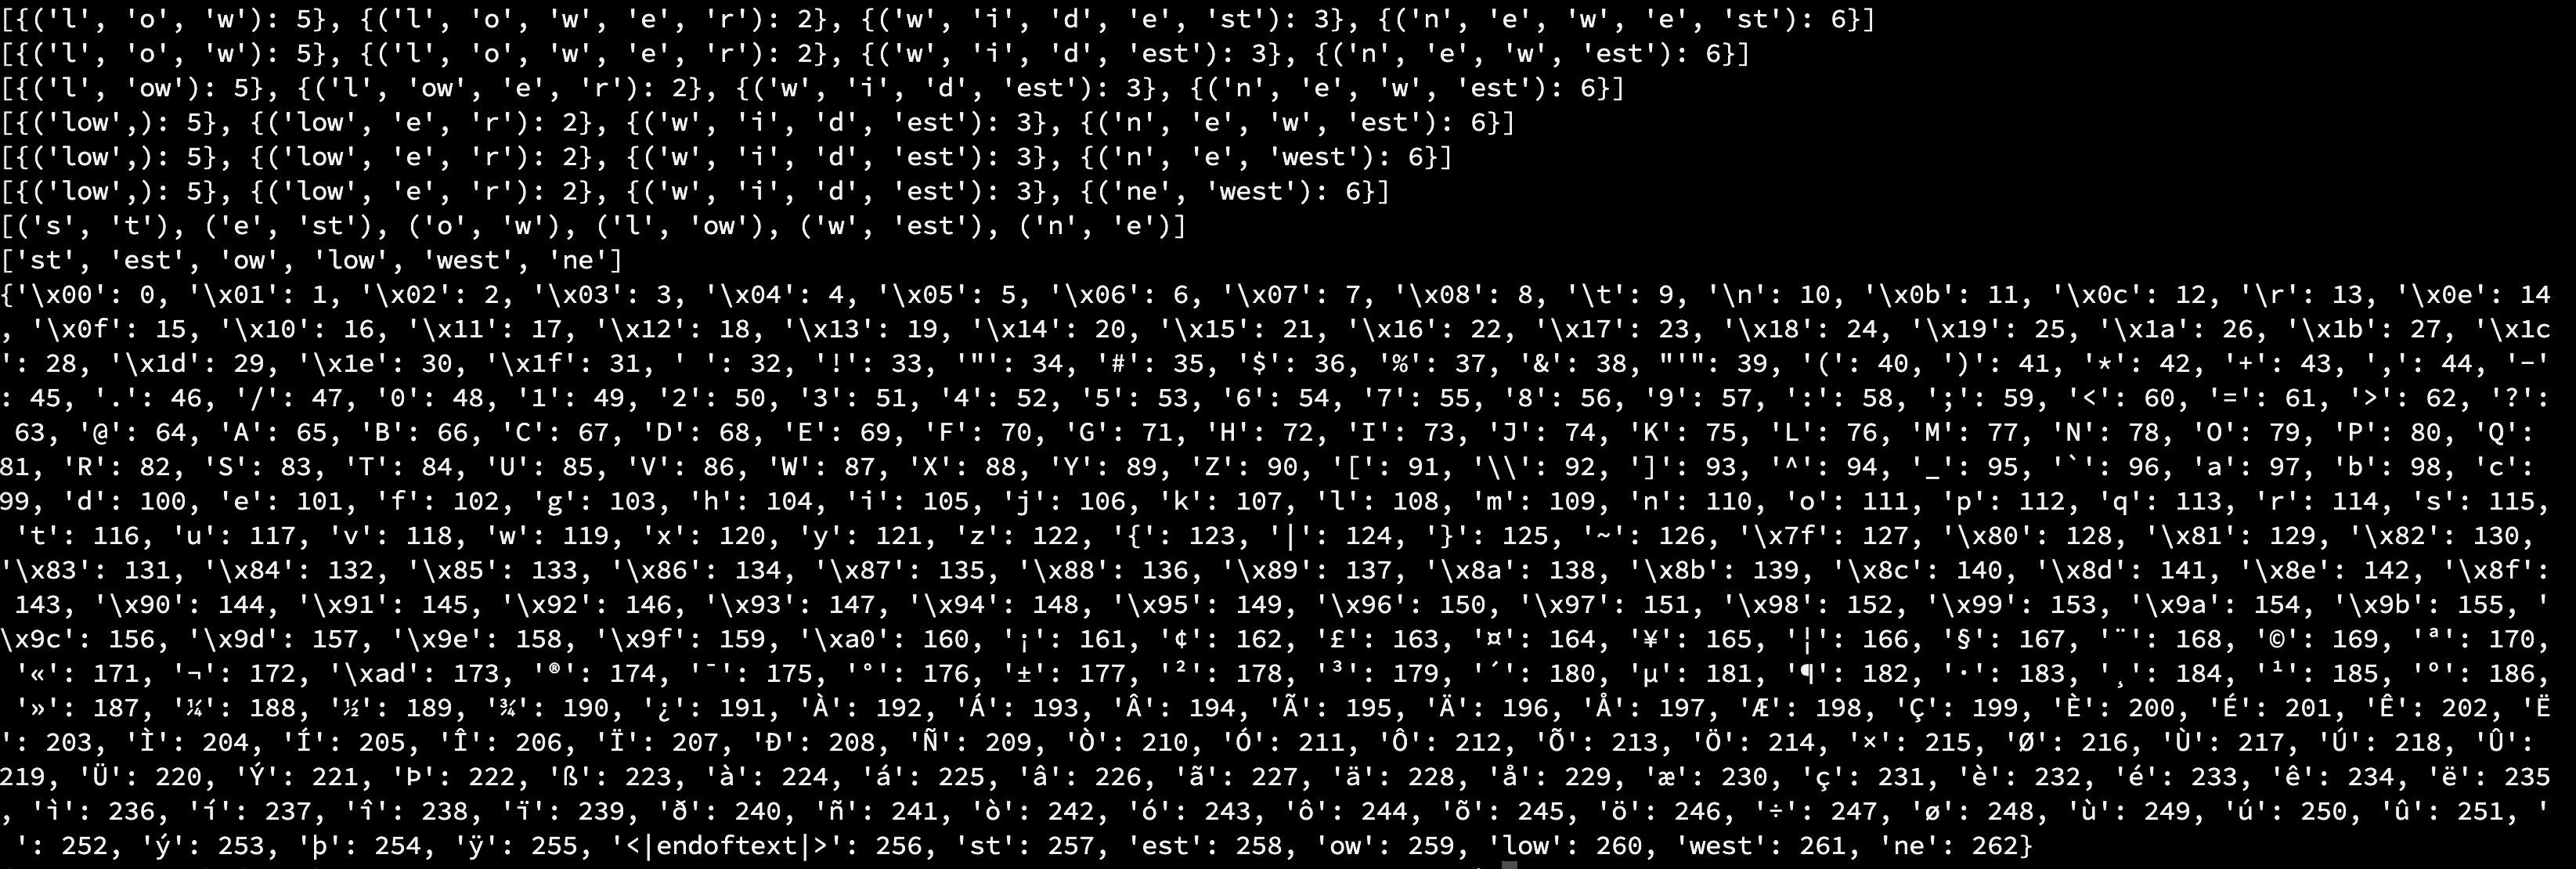 [{('l', 'o', 'w'): 5}, {('l', 'o', 'w', 'e', 'r'): 2}, {('w', 'i', 'd', 'e', 'st'): 3}, {('n', 'e', 'w', 'e', 'st'): 6}]
[{('l', 'o', 'w'): 5}, {('l', 'o', 'w', 'e', 'r'): 2}, {('w', 'i', 'd', 'est'): 3}, {('n', 'e', 'w', 'est'): 6}]
[{('l', 'ow'): 5}, {('l', 'ow', 'e', 'r'): 2}, {('w', 'i', 'd', 'est'): 3}, {('n', 'e', 'w', 'est'): 6}]
[{('low',): 5}, {('low', 'e', 'r'): 2}, {('w', 'i', 'd', 'est'): 3}, {('n', 'e', 'w', 'est'): 6}]
[{('low',): 5}, {('low', 'e', 'r'): 2}, {('w', 'i', 'd', 'est'): 3}, {('n', 'e', 'west'): 6}]
[{('low',): 5}, {('low', 'e', 'r'): 2}, {('w', 'i', 'd', 'est'): 3}, {('ne', 'west'): 6}]
[('s', 't'), ('e', 'st'), ('o', 'w'), ('l', 'ow'), ('w', 'est'), ('n', 'e')]
['st', 'est', 'ow', 'low', 'west', 'ne']
{'\x00': 0, '\x01': 1, '\x02': 2, '\x03': 3, '\x04': 4, '\x05': 5, '\x06': 6, '\x07': 7, '\x08': 8, '\t': 9, '\n': 10, '\x0b': 11, '\x0c': 12, '\r': 13, '\x0e': 14
, '\x0f': 15, '\x10': 16, '\x11': 17, '\x12': 18, '\x13': 19, '\x14': 20, '\x15': 21, '\x16': 22, '\x17': 23, '\x18': 24, '\x19': 25, '\x1a': 26, '\x1b': 27, '\x1c
': 28, '\x1d': 29, '\x1e': 30, '\x1f': 31, ' ': 32, '!': 33, '"': 34, '#': 35, '$': 36, '%': 37, '&': 38, "'": 39, '(': 40, ')': 41, '*': 42, '+': 43, ',': 44, '-'
: 45, '.': 46, '/': 47, '0': 48, '1': 49, '2': 50, '3': 51, '4': 52, '5': 53, '6': 54, '7': 55, '8': 56, '9': 57, ':': 58, ';': 59, '<': 60, '=': 61, '>': 62, '?':
63, '@': 64, 'A': 65, 'B': 66, 'C': 67, 'D': 68, 'E': 69, 'F': 70, 'G': 71, 'H': 72, 'I': 73, 'J': 74, 'K': 75, 'L': 76, 'M': 77, 'N': 78, 'O': 79, 'P': 80, 'Q':
81, 'R': 82, 'S': 83, 'T': 84, 'U': 85, 'V': 86, 'W': 87, 'X': 88, 'Y': 89, 'Z': 90, '[': 91, '\\': 92, ']': 93, '^': 94, '_': 95, '`': 96, 'a': 97, 'b': 98, 'c':
99, 'd': 100, 'e': 101, 'f': 102, 'g': 103, 'h': 104, 'i': 105, 'j': 106, 'k': 107, 'l': 108, 'm': 109, 'n': 110, 'o': 111, 'p': 112, 'q': 113, 'r': 114, 's': 115,
't': 116, 'u': 117, 'v': 118, 'w': 119, 'x': 120, 'y': 121, 'z': 122, '{': 123, '|': 124, '}': 125, '~': 126, '\x7f': 127, '\x80': 128, '\x81': 129, '\x82': 130,
'\x83': 131, '\x84': 132, '\x85': 133, '\x86': 134, '\x87': 135, '\x88': 136, '\x89': 137, '\x8a': 138, '\x8b': 139, '\x8c': 140, '\x8d': 141, '\x8e': 142, '\x8f':
143, '\x90': 144, '\x91': 145, '\x92': 146, '\x93': 147, '\x94': 148, '\x95': 149, '\x96': 150, '\x97': 151, '\x98': 152, '\x99': 153, '\x9a': 154, '\x9b': 155, '
\x9c': 156, '\x9d': 157, '\x9e': 158, '\x9f': 159, '\xa0': 160, '¡': 161, '¢': 162, '£': 163, '¤': 164, '¥': 165, '¦': 166, '§': 167, '¨': 168, '©': 169, 'ª': 170,
'«': 171, '¬': 172, '\xad': 173, '®': 174, '¯': 175, '°': 176, '±': 177, '²': 178, '³': 179, '´': 180, 'µ': 181, '¶': 182, '·': 183, '¸': 184, '¹': 185, 'º': 186,
'»': 187, '¼': 188, '½': 189, '¾': 190, '¿': 191, 'À': 192, 'Á': 193, 'Â': 194, 'Ã': 195, 'Ä': 196, 'Å': 197, 'Æ': 198, 'Ç': 199, 'È': 200, 'É': 201, 'Ê': 202, 'Ë
': 203, 'Ì': 204, 'Í': 205, 'Î': 206, 'Ï': 207, 'Ð': 208, 'Ñ': 209, 'Ò': 210, 'Ó': 211, 'Ô': 212, 'Õ': 213, 'Ö': 214, '×': 215, 'Ø': 216, 'Ù': 217, 'Ú': 218, 'Û':
219, 'Ü': 220, 'Ý': 221, 'Þ': 222, 'ß': 223, 'à': 224, 'á': 225, 'â': 226, 'ã': 227, 'ä': 228, 'å': 229, 'æ': 230, 'ç': 231, 'è': 232, 'é': 233, 'ê': 234, 'ë': 235
, 'ì': 236, 'í': 237, 'î': 238, 'ï': 239, 'ð': 240, 'ñ': 241, 'ò': 242, 'ó': 243, 'ô': 244, 'õ': 245, 'ö': 246, '÷': 247, 'ø': 248, 'ù': 249, 'ú': 250, 'û': 251, '
': 252, 'ý': 253, 'þ': 254, 'ÿ': 255, '<|endoftext|>': 256, 'st': 257, 'est': 258, 'ow': 259, 'low': 260, 'west': 261, 'ne': 262}